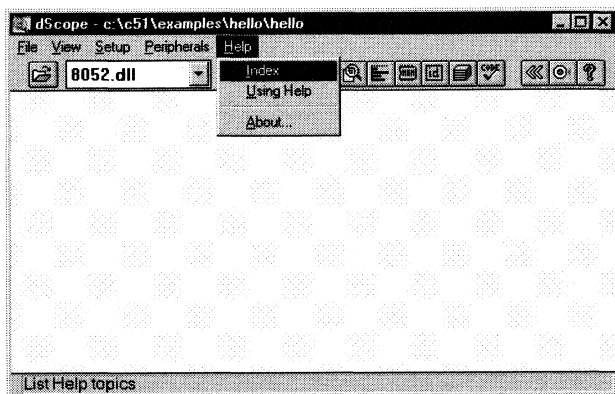 dScope - c:\c51\examples\hello\hello
File View Setup Peripherals Help
8052.dll
CODE
Index
Using Help
About...
List Help topics